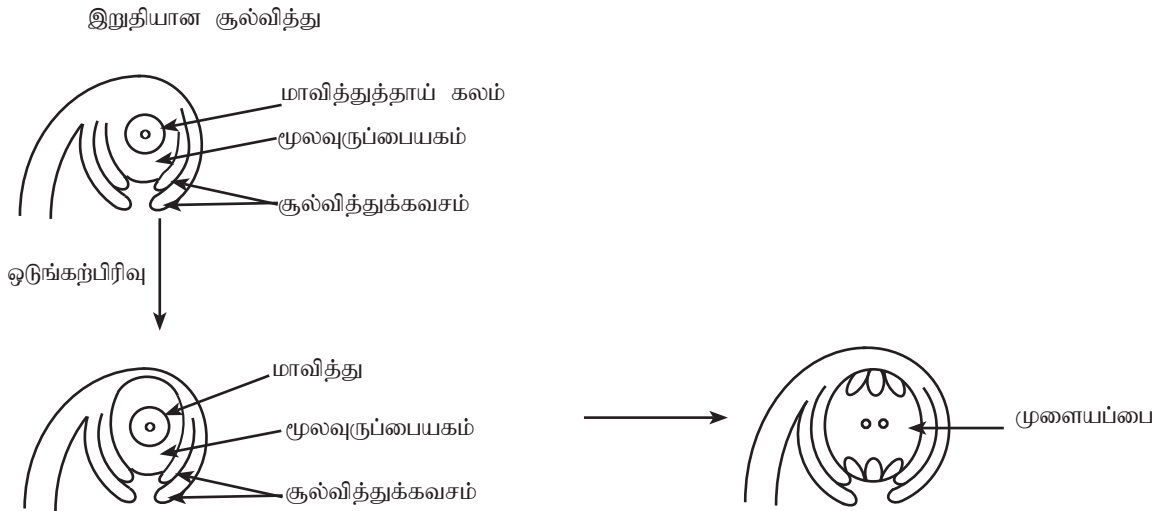 இறுதியான சூல்வித்து
மாவித்துத்தாய் கலம்
மூலவுருப்பையகம்
சூல்வித்துக்கவசம்
ஒடுங்கற்பிரிவு
மாவித்து
மூலவுருப்பையகம்
சூல்வித்துக்கவசம்
முளையப்பை